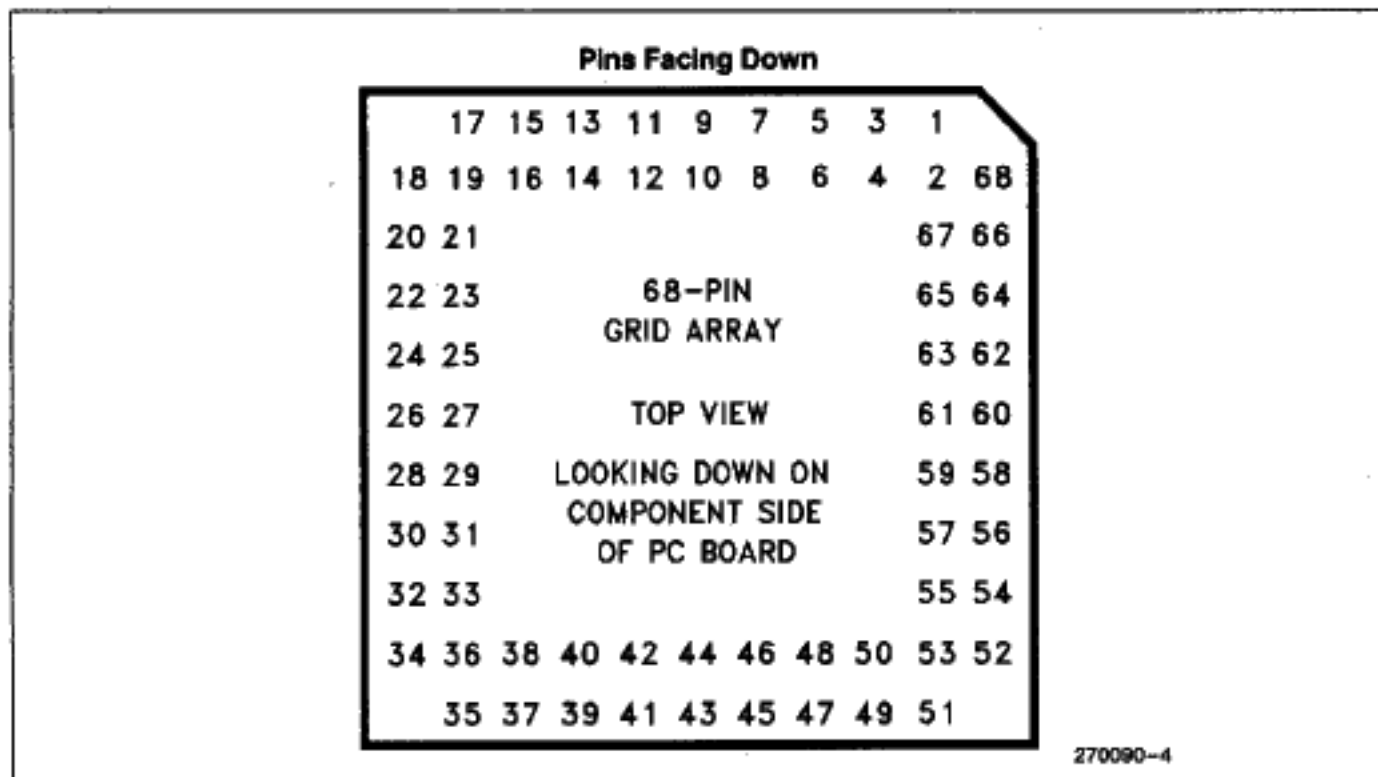 Pins Facing Down
17 15 13 11 9 7 5 3 1
18 19 16 14 12 10 8 6 4 2 68
20 21 67 66
22 23 68-PIN 65 64
GRID ARRAY
24 25 63 62
26 27 TOP VIEW 61 60
28 29 LOOKING DOWN ON 59 58
COMPONENT SIDE
30 31 57 56
OF PC BOARD
32 33 55 54
34 36 38 40 42 44 46 48 50 53 52
35 37 39 41 43 45 47 49 51
270090-4